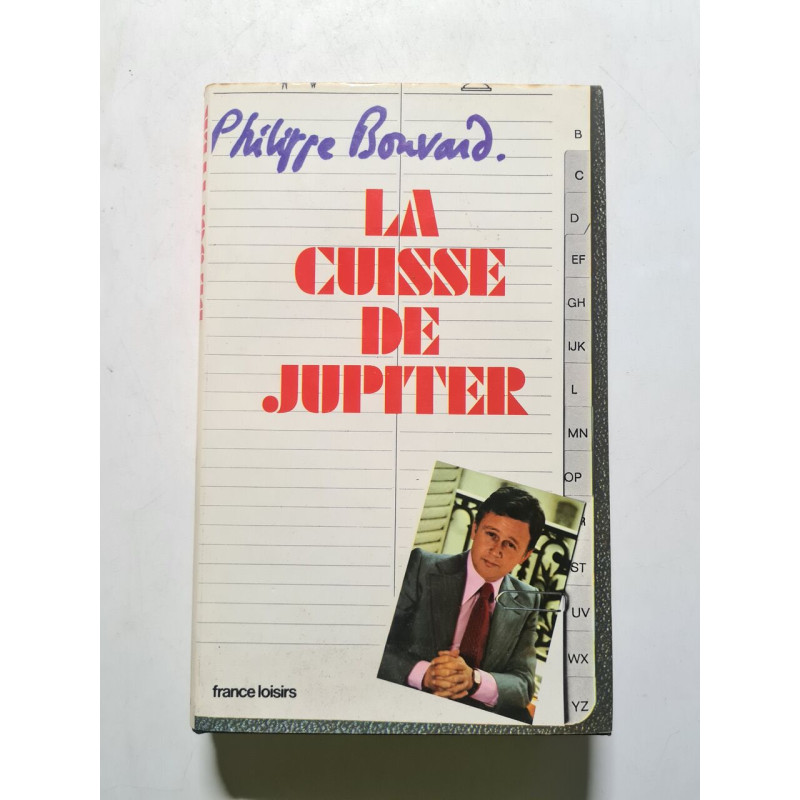 Philippe Bouvard.
LA
CUISSE
DE
JUPITER
B
C
D
EF
GH
IJK
L
MN
OP
ST
UV
WX
YZ
france loisirs